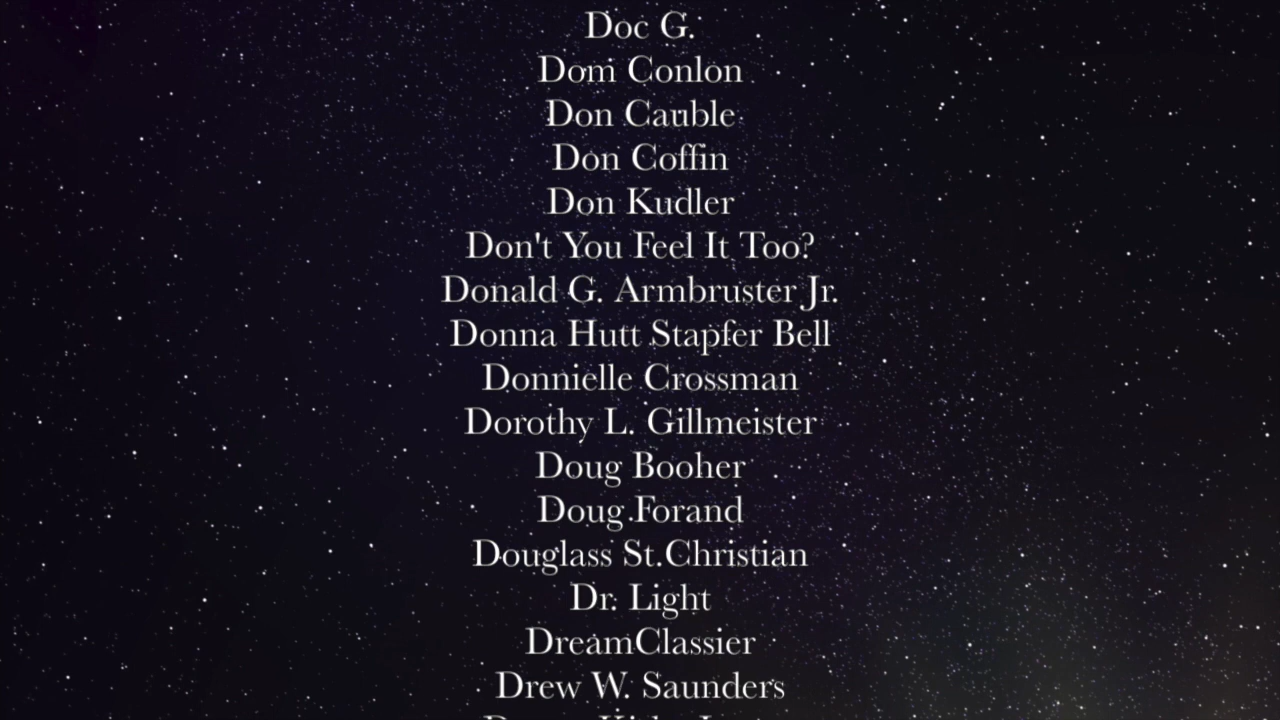 Doc G.
Dom Conlon
Don Cauble
Don Coffin
Don Kudler
Don't You Feel It Too?
Donald G. Armbruster Jr.
Donna Hutt Stapfer Bell
Donnielle Crossman
Dorothy L. Gillmeister
Doug Booher
Doug Forand
Douglass St.Christian
Dr. Light
DreamClassier
Drew W. Saunders